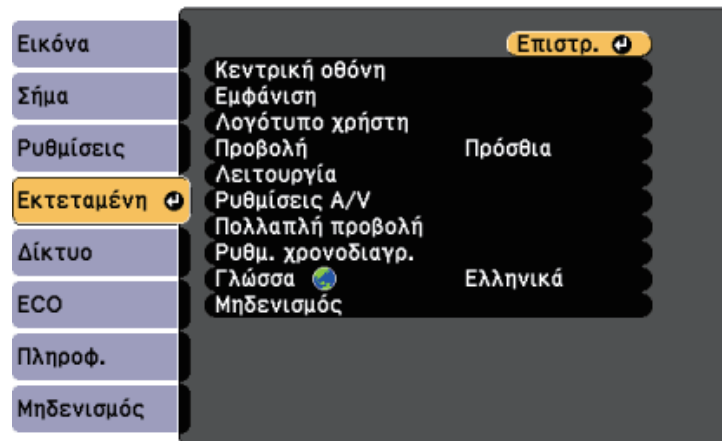 Εικόνα
Σήμα
Ρυθμίσεις
Εκτεταμένη
Δίκτυο
ECO
Πληροφ.
Μηδενισμός
Επιστρ.
Κεντρική οθόνη
Εμφάνιση
Λογότυπο χρήστη
Προβολή Πρόσθια
Λειτουργία
Ρυθμίσεις A/V
Πολλαπλή προβολή
Ρυθμ. χρονοδιαγρ.
Γλώσσα Ελληνικά
Μηδενισμός